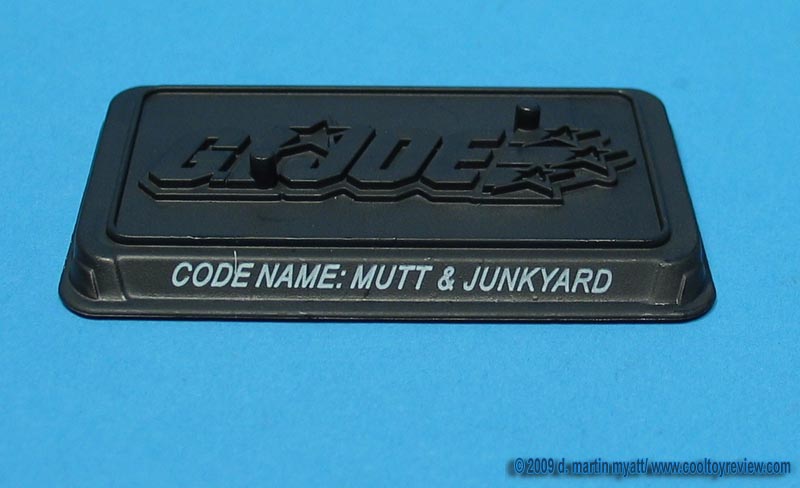 G.I.JOE
CODE NAME: MUTT & JUNKYARD
©2009 d. martin myatt/ www.cooltoyreview.com